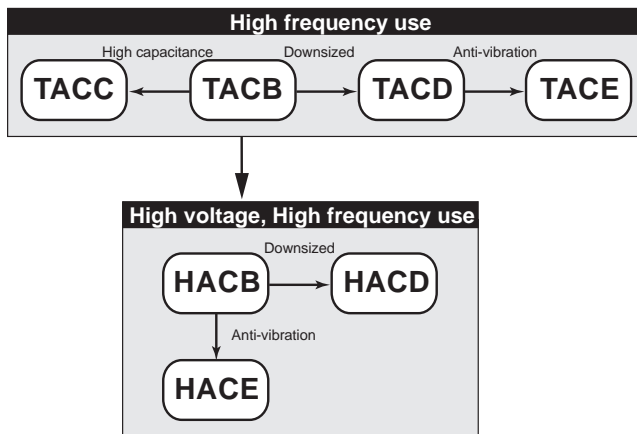 High frequency use
High capacitance Downsized Anti-vibration
TACC TACB TACD TACE
High voltage, High frequency use
Downsized
HACB HACD
Anti-vibration
HACE